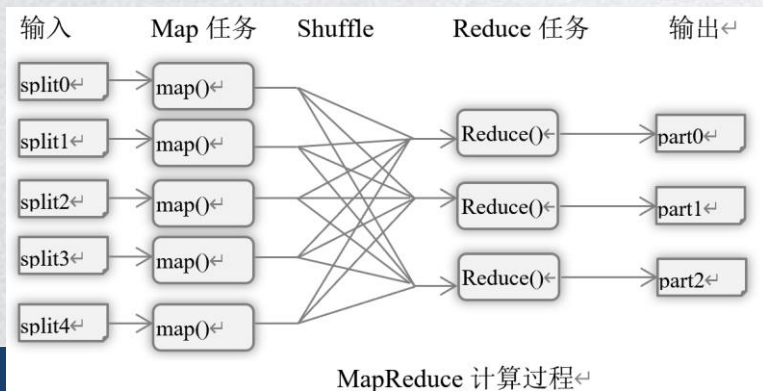 输入 Map 任务 Shuffle Reduce 任务 输出↵
split0↵ map()↵
split1↵ map()↵ Reduce()↵ part0↵
split2↵ map()↵ Reduce()↵ part1↵
split3↵ map()↵ Reduce()↵ part2↵
split4↵ map()↵
MapReduce 计算过程↵